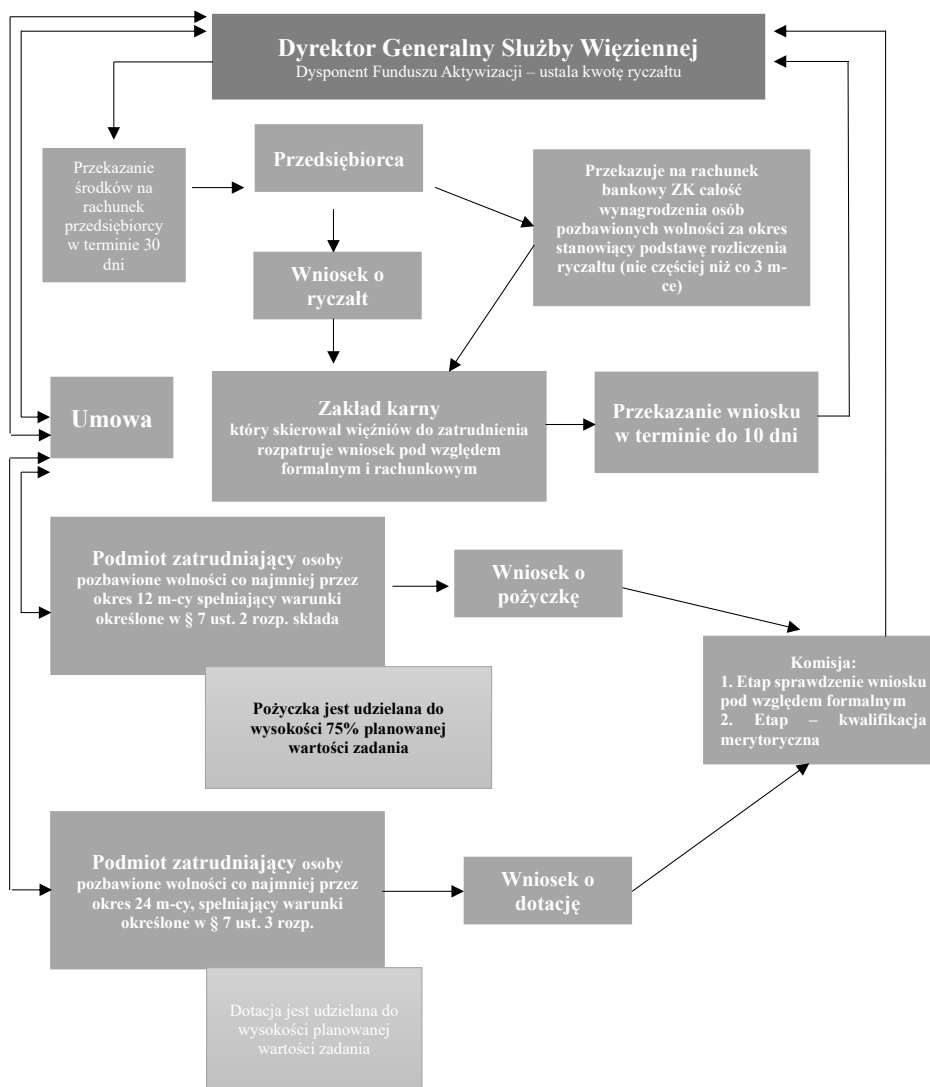 Dyrektor Generalny Służby Więziennej
Dysponent Funduszu Aktywizacji – ustala kwotę ryczałtu
Przekazanie
środków na
rachunek
przedsiębiorcy
w terminie 30
dni
Przedsiębiorca
Przekazuje na rachunek
bankowy ZK całość
wynagrodzenia osób
pozbawionych wolności za okres
stanowiący podstawę rozliczenia
ryczałtu (nie częściej niż co 3 m-
ce)
Wniosek o
ryczałt
Umowa
Zakład karny
który skierował więźniów do zatrudnienia
rozpatruje wniosek pod względem
formalnym i rachunkowym
Przekazanie wniosku
w terminie do 10 dni
Podmiot zatrudniający osoby
pozbawione wolności co najmniej przez
okres 12 m-cy spełniający warunki
określone w § 7 ust. 2 rozp. składa
Wniosek o
pożyczkę
Pożyczka jest udzielana do
wysokości 75% planowanej
wartości zadania
Komisja:
1. Etap sprawdzenie wniosku
pod względem formalnym
2. Etap – kwalifikacja
merytoryczna
Podmiot zatrudniający osoby
pozbawione wolności co najmniej przez
okres 24 m-cy, spełniający warunki
określone w § 7 ust. 3 rozp.
Wniosek o
dotację
Dotacja jest udzielana do
wysokości planowanej
wartości zadania